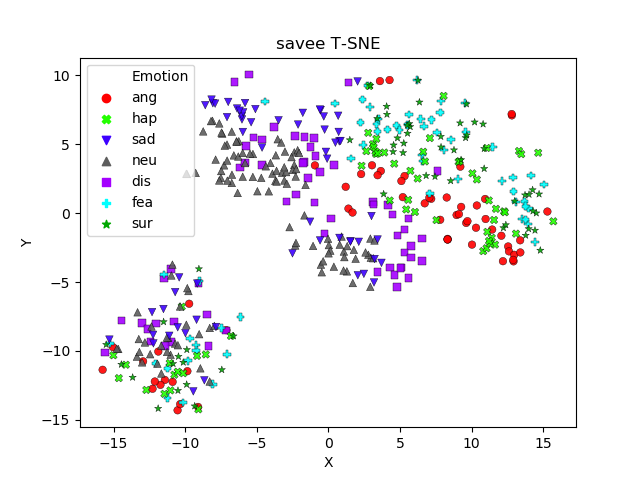 savee T-SNE
Emotion
ang
hap
sad
neu
dis
fea
sur
10
5
0
−5
−10
−15
Y
−15
−10
−5
0
5
10
15
X